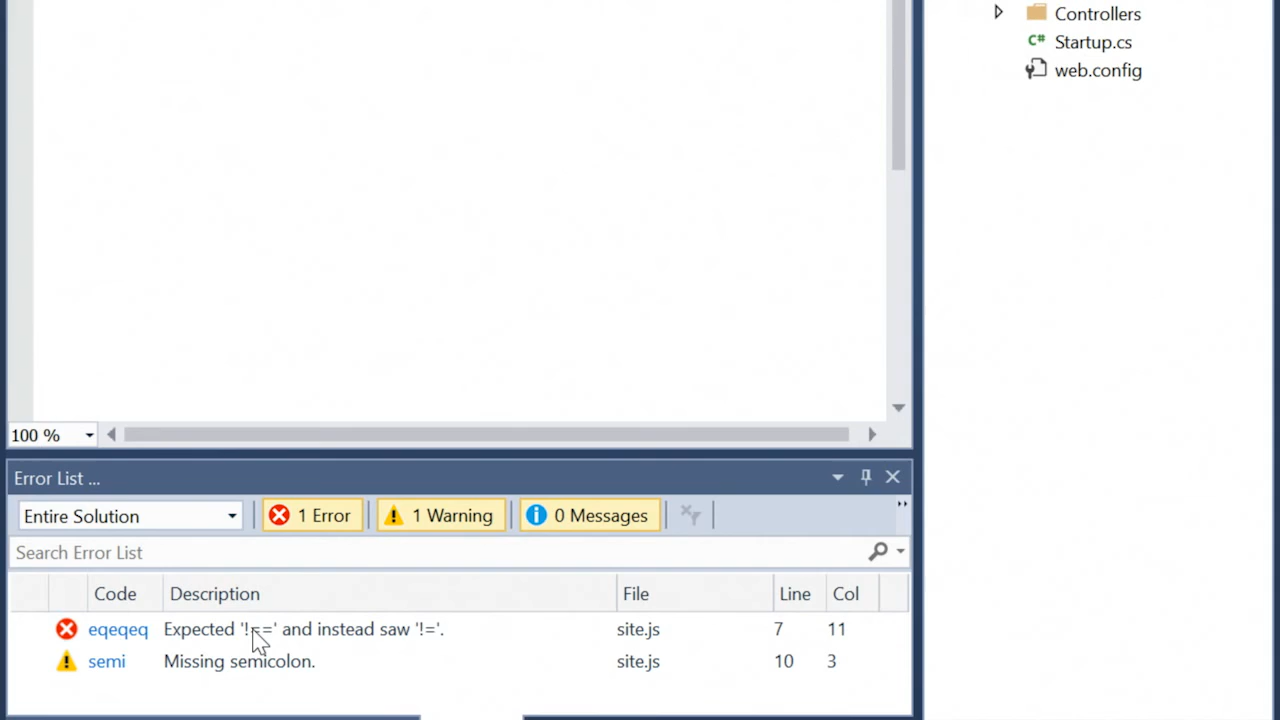 Controllers
C# Startup.cs
web.config
100 %
Error List ...
Entire Solution
1 Error
1 Warning
0 Messages
Search Error List
Code Description File Line Col
eqeqeq Expected '!==' and instead saw '!='. site.js 7 11
semi Missing semicolon. site.js 10 3